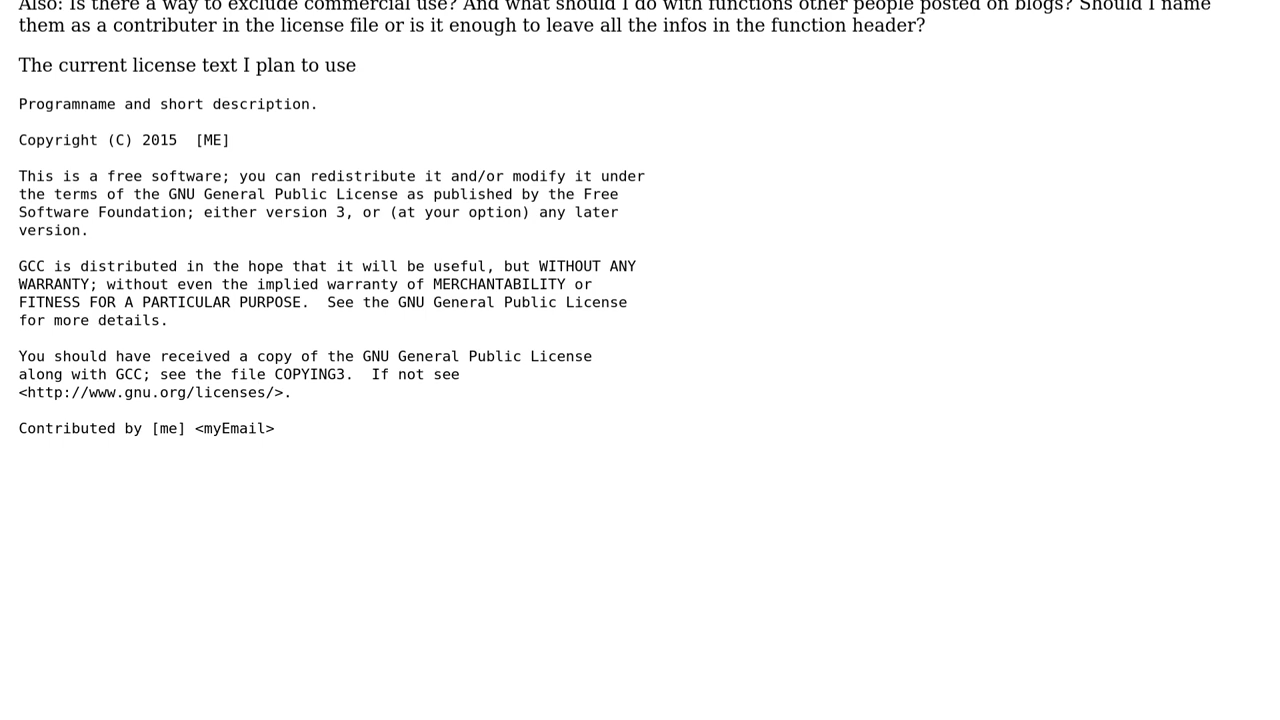 Also: Is there a way to exclude commercial use? And what should I do with functions other people posted on blogs? Should I name
them as a contributer in the license file or is it enough to leave all the infos in the function header?
The current license text I plan to use
Programname and short description.
Copyright (C) 2015  [ME]
This is a free software; you can redistribute it and/or modify it under
the terms of the GNU General Public License as published by the Free
Software Foundation; either version 3, or (at your option) any later
version.
GCC is distributed in the hope that it will be useful, but WITHOUT ANY
WARRANTY; without even the implied warranty of MERCHANTABILITY or
FITNESS FOR A PARTICULAR PURPOSE.  See the GNU General Public License
for more details.
You should have received a copy of the GNU General Public License
along with GCC; see the file COPYING3.  If not see
<http://www.gnu.org/licenses/>.
Contributed by [me] <myEmail>